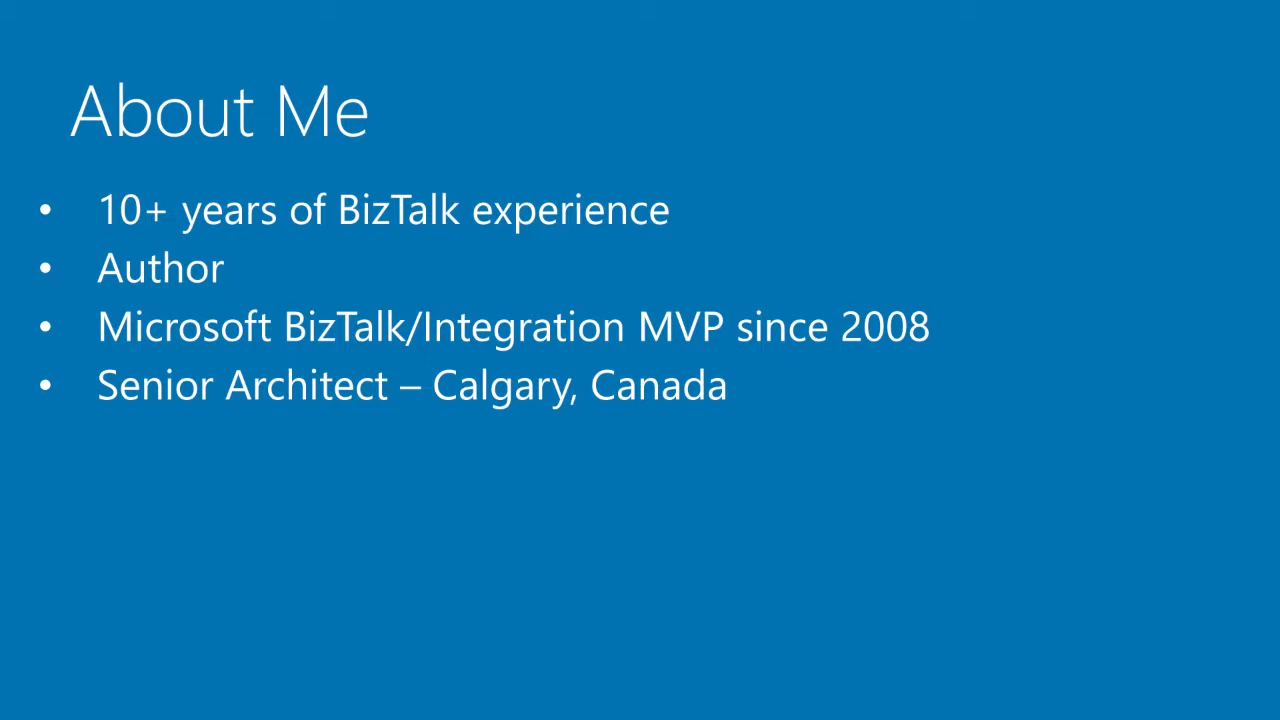 About Me
• 10+ years of BizTalk experience
• Author
• Microsoft BizTalk/Integration MVP since 2008
• Senior Architect – Calgary, Canada